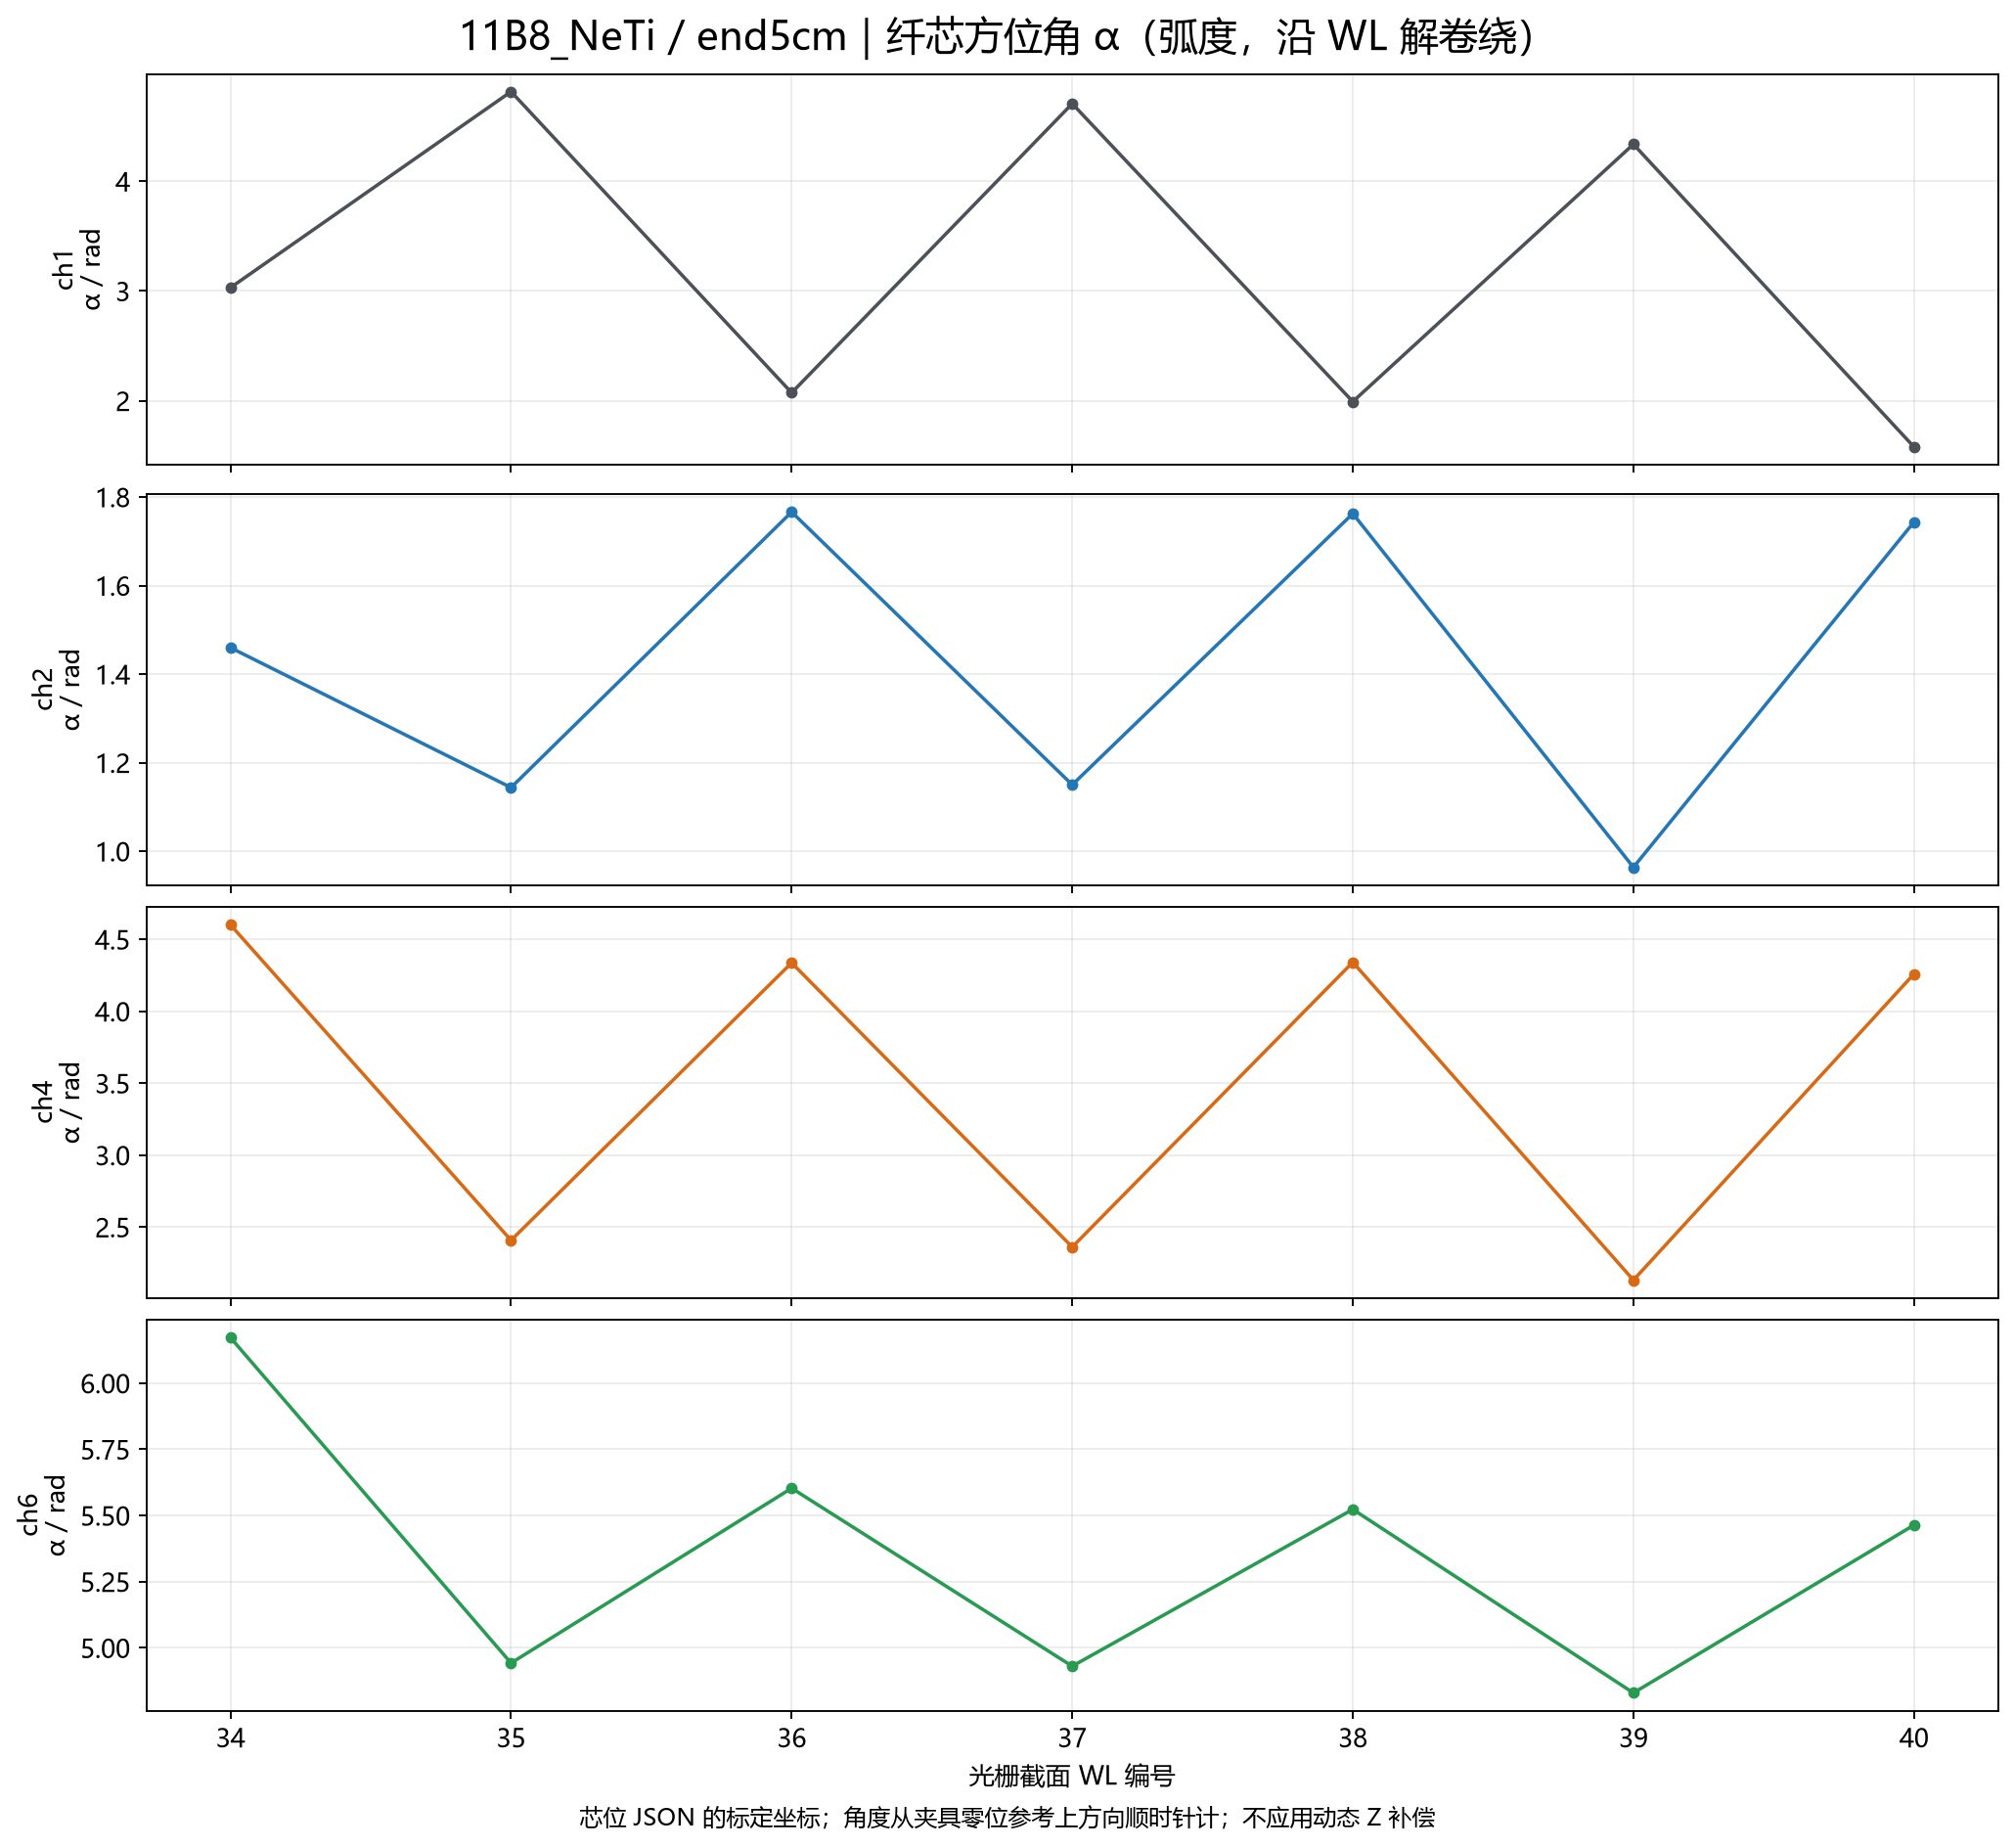 11B8_NeTi / end5cm | 纤芯方位角 α（弧度，沿 WL 解卷绕）
ch1
α / rad
4
3
2
ch2
α / rad
1.8
1.6
1.4
1.2
1.0
ch4
α / rad
4.5
4.0
3.5
3.0
2.5
ch6
α / rad
6.00
5.75
5.50
5.25
5.00
34 35 36 37 38 39 40
光栅截面 WL 编号
芯位 JSON 的标定坐标；角度从夹具零位参考上方向顺时针计；不应用动态 Z 补偿